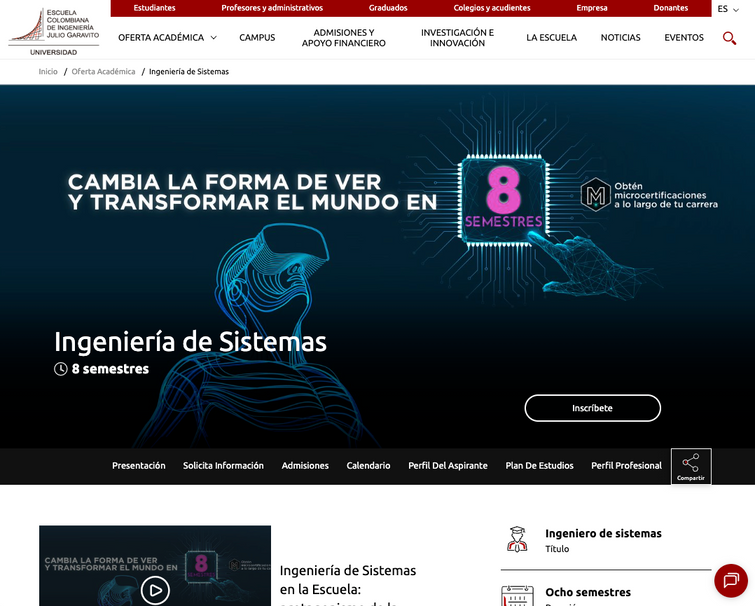 Estudiantes
Profesores y administrativos
Graduados
Colegios y acudientes
Empresa
Donantes
ES
ESCUELA
COLOMBIANA
DE INGENIERÍA
JULIO GARAVITO
UNIVERSIDAD
OFERTA ACADÉMICA
CAMPUS
ADMISIONES Y
APOYO FINANCIERO
INVESTIGACIÓN E
INNOVACIÓN
LA ESCUELA
NOTICIAS
EVENTOS
Inicio / Oferta Académica / Ingeniería de Sistemas
CAMBIA LA FORMA DE VER
Y TRANSFORMAR EL MUNDO EN
8
SEMESTRES
M
Obtén
microcertificaciones
a lo largo de tu carrera
Ingeniería de Sistemas
8 semestres
Inscríbete
Presentación
Solicita Información
Admisiones
Calendario
Perfil Del Aspirante
Plan De Estudios
Perfil Profesional
Compartir
CAMBIA LA FORMA DE VER
Y TRANSFORMAR EL MUNDO EN
8
SEMESTRES
Ingeniería de Sistemas
en la Escuela:
Ingeniero de sistemas
Título
Ocho semestres